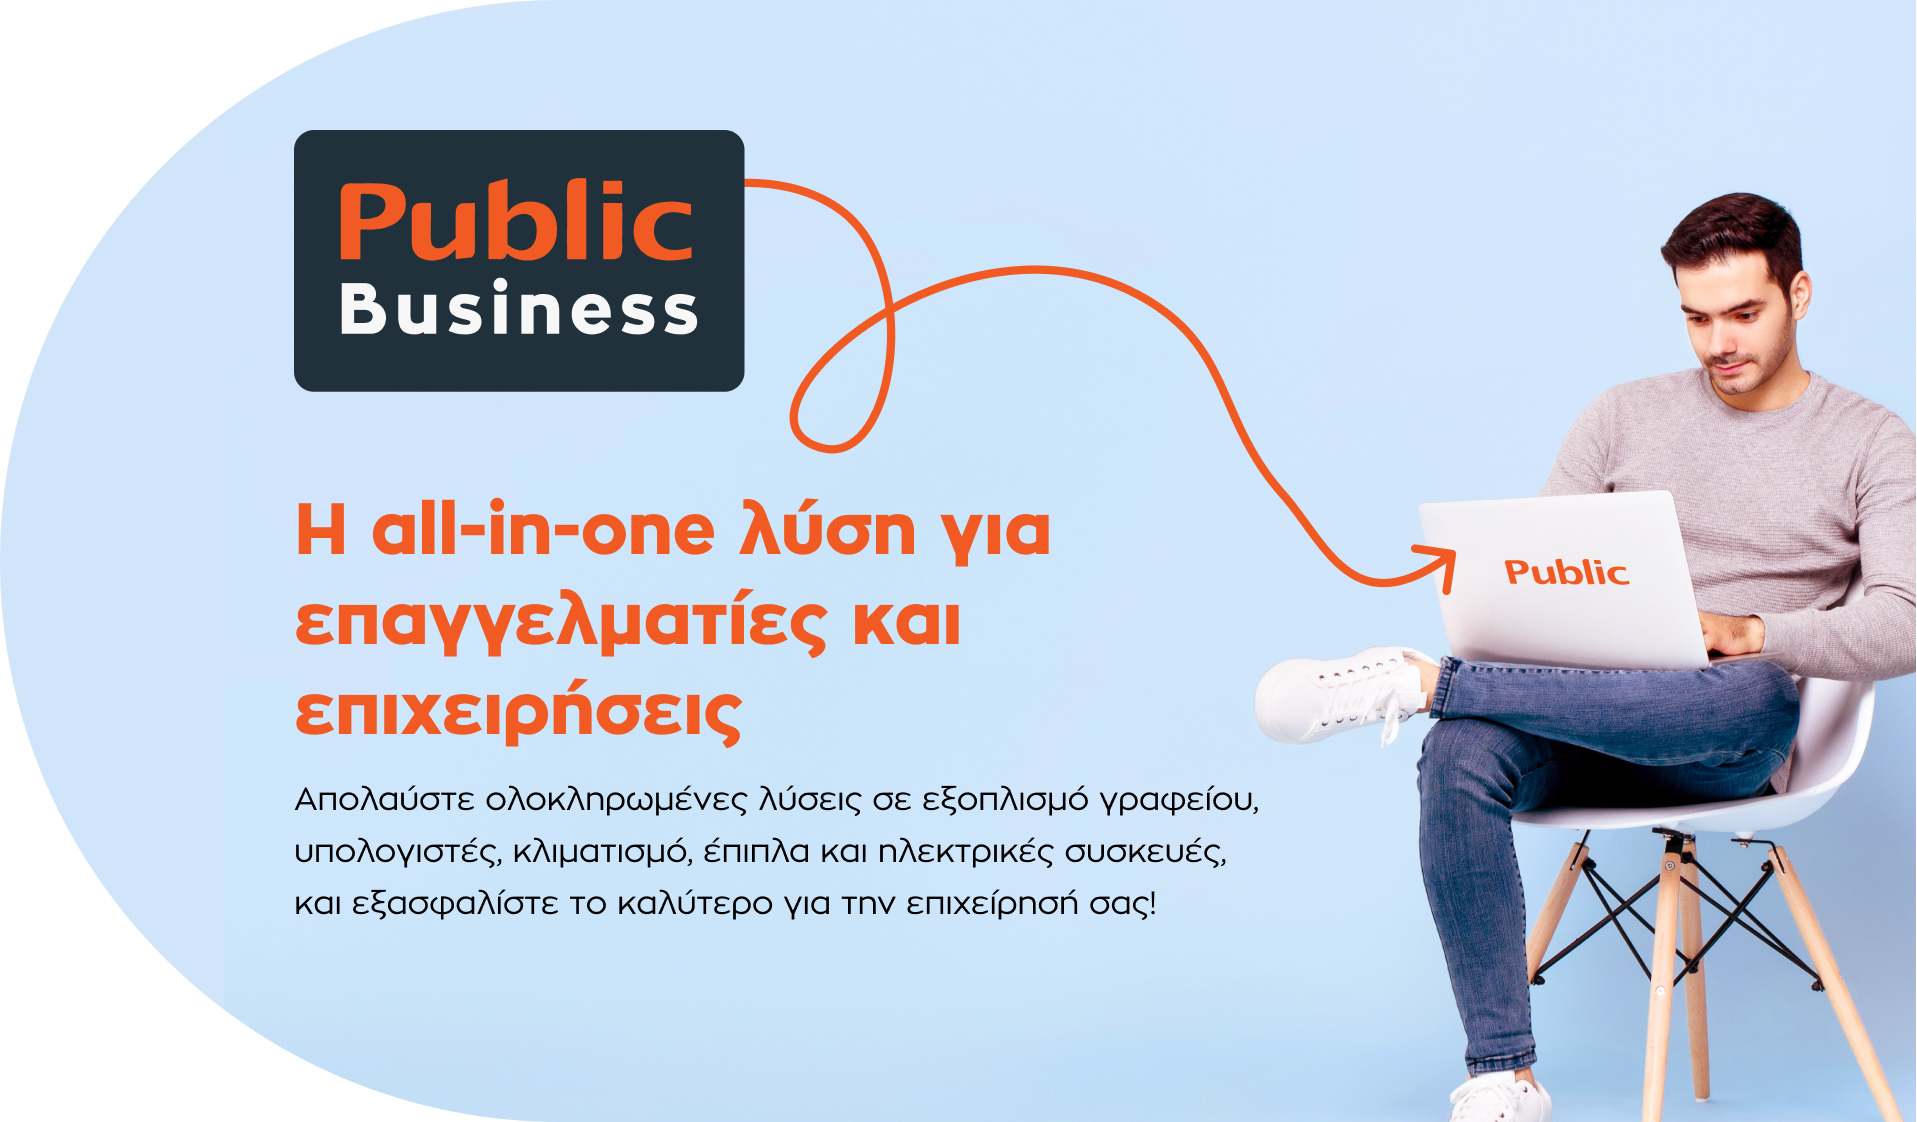 Public
Business
Η all-in-one λύση για
επαγγελματίες και
επιχειρήσεις
Απολαύστε ολοκληρωμένες λύσεις σε εξοπλισμό γραφείου,
υπολογιστές, κλιματισμό, έπιπλα και ηλεκτρικές συσκευές,
και εξασφαλίστε το καλύτερο για την επιχείρησή σας!
Public